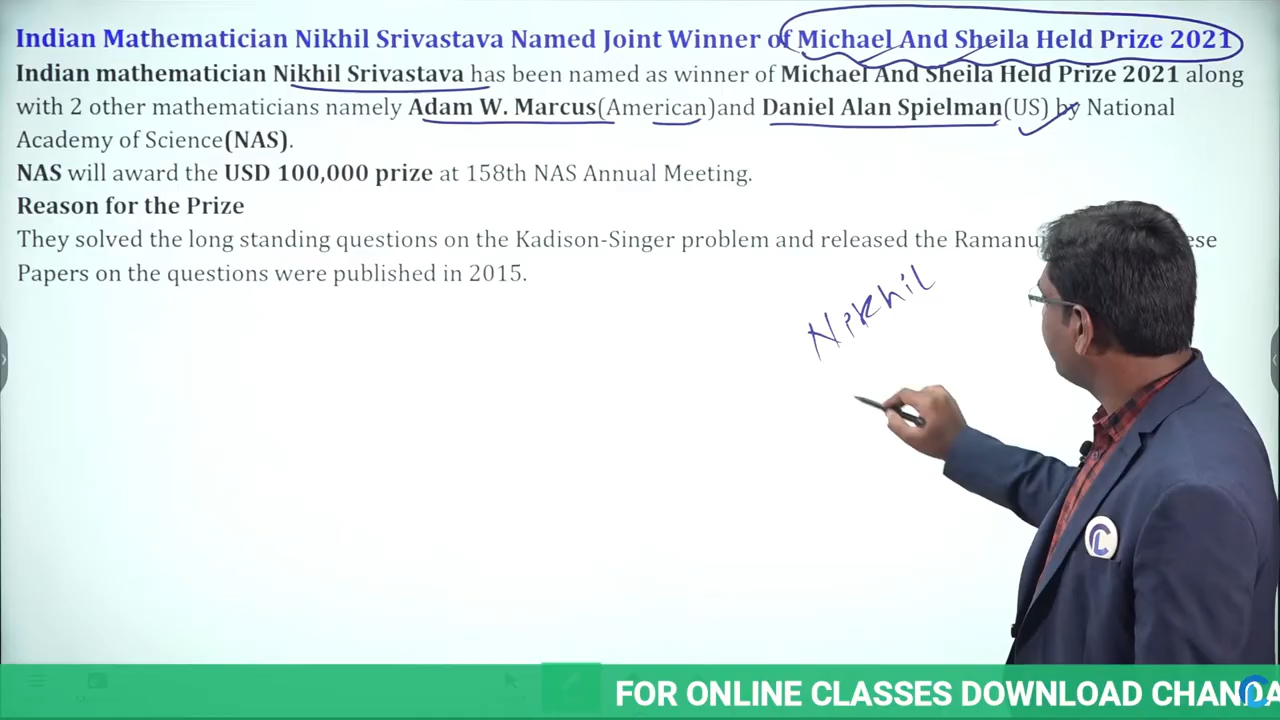 Indian Mathematician Nikhil Srivastava Named Joint Winner of Michael And Sheila Held Prize 2021
Indian mathematician Nikhil Srivastava has been named as winner of Michael And Sheila Held Prize 2021 along
with 2 other mathematicians namely Adam W. Marcus(American)and Daniel Alan Spielman(US) by National
Academy of Science(NAS).
NAS will award the USD 100,000 prize at 158th NAS Annual Meeting.
Reason for the Prize
They solved the long standing questions on the Kadison-Singer problem and released the
Papers on the questions were published in 2015.
Nikhil
FOR ONLINE CLASSES DOWNLOAD